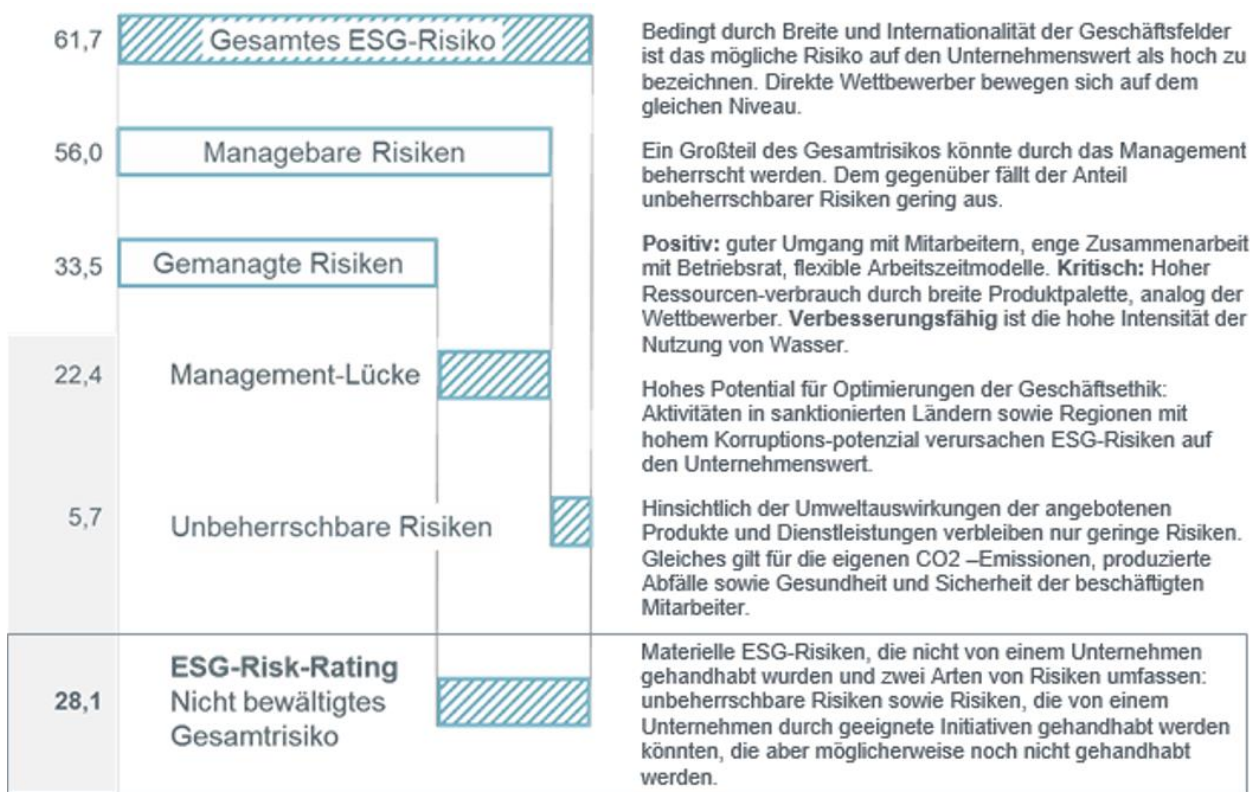 61,7
Gesamtes ESG-Risiko
Bedingt durch Breite und Internationalität der Geschäftsfelder
ist das mögliche Risiko auf den Unternehmenswert als hoch zu
bezeichnen. Direkte Wettbewerber bewegen sich auf dem
gleichen Niveau.
56,0
Managebare Risiken
Ein Großteil des Gesamtrisikos könnte durch das Management
beherrscht werden. Dem gegenüber fällt der Anteil
unbeherrschbarer Risiken gering aus.
33,5
Gemanagte Risiken
Positiv: guter Umgang mit Mitarbeitern, enge Zusammenarbeit
mit Betriebsrat, flexible Arbeitszeitmodelle. Kritisch: Hoher
Ressourcen-verbrauch durch breite Produktpalette, analog der
Wettbewerber. Verbesserungsfähig ist die hohe Intensität der
Nutzung von Wasser.
22,4
Management-Lücke
Hohes Potential für Optimierungen der Geschäftsethik:
Aktivitäten in sanktionierten Ländern sowie Regionen mit
hohem Korruptions-potenzial verursachen ESG-Risiken auf
den Unternehmenswert.
5,7
Unbeherrschbare Risiken
Hinsichtlich der Umweltauswirkungen der angebotenen
Produkte und Dienstleistungen verbleiben nur geringe Risiken.
Gleiches gilt für die eigenen CO2 –Emissionen, produzierte
Abfälle sowie Gesundheit und Sicherheit der beschäftigten
Mitarbeiter.
28,1
ESG-Risk-Rating
Nicht bewältigtes
Gesamtrisiko
Materielle ESG-Risiken, die nicht von einem Unternehmen
gehandhabt wurden und zwei Arten von Risiken umfassen:
unbeherrschbare Risiken sowie Risiken, die von einem
Unternehmen durch geeignete Initiativen gehandhabt werden
könnten, die aber möglicherweise noch nicht gehandhabt
werden.